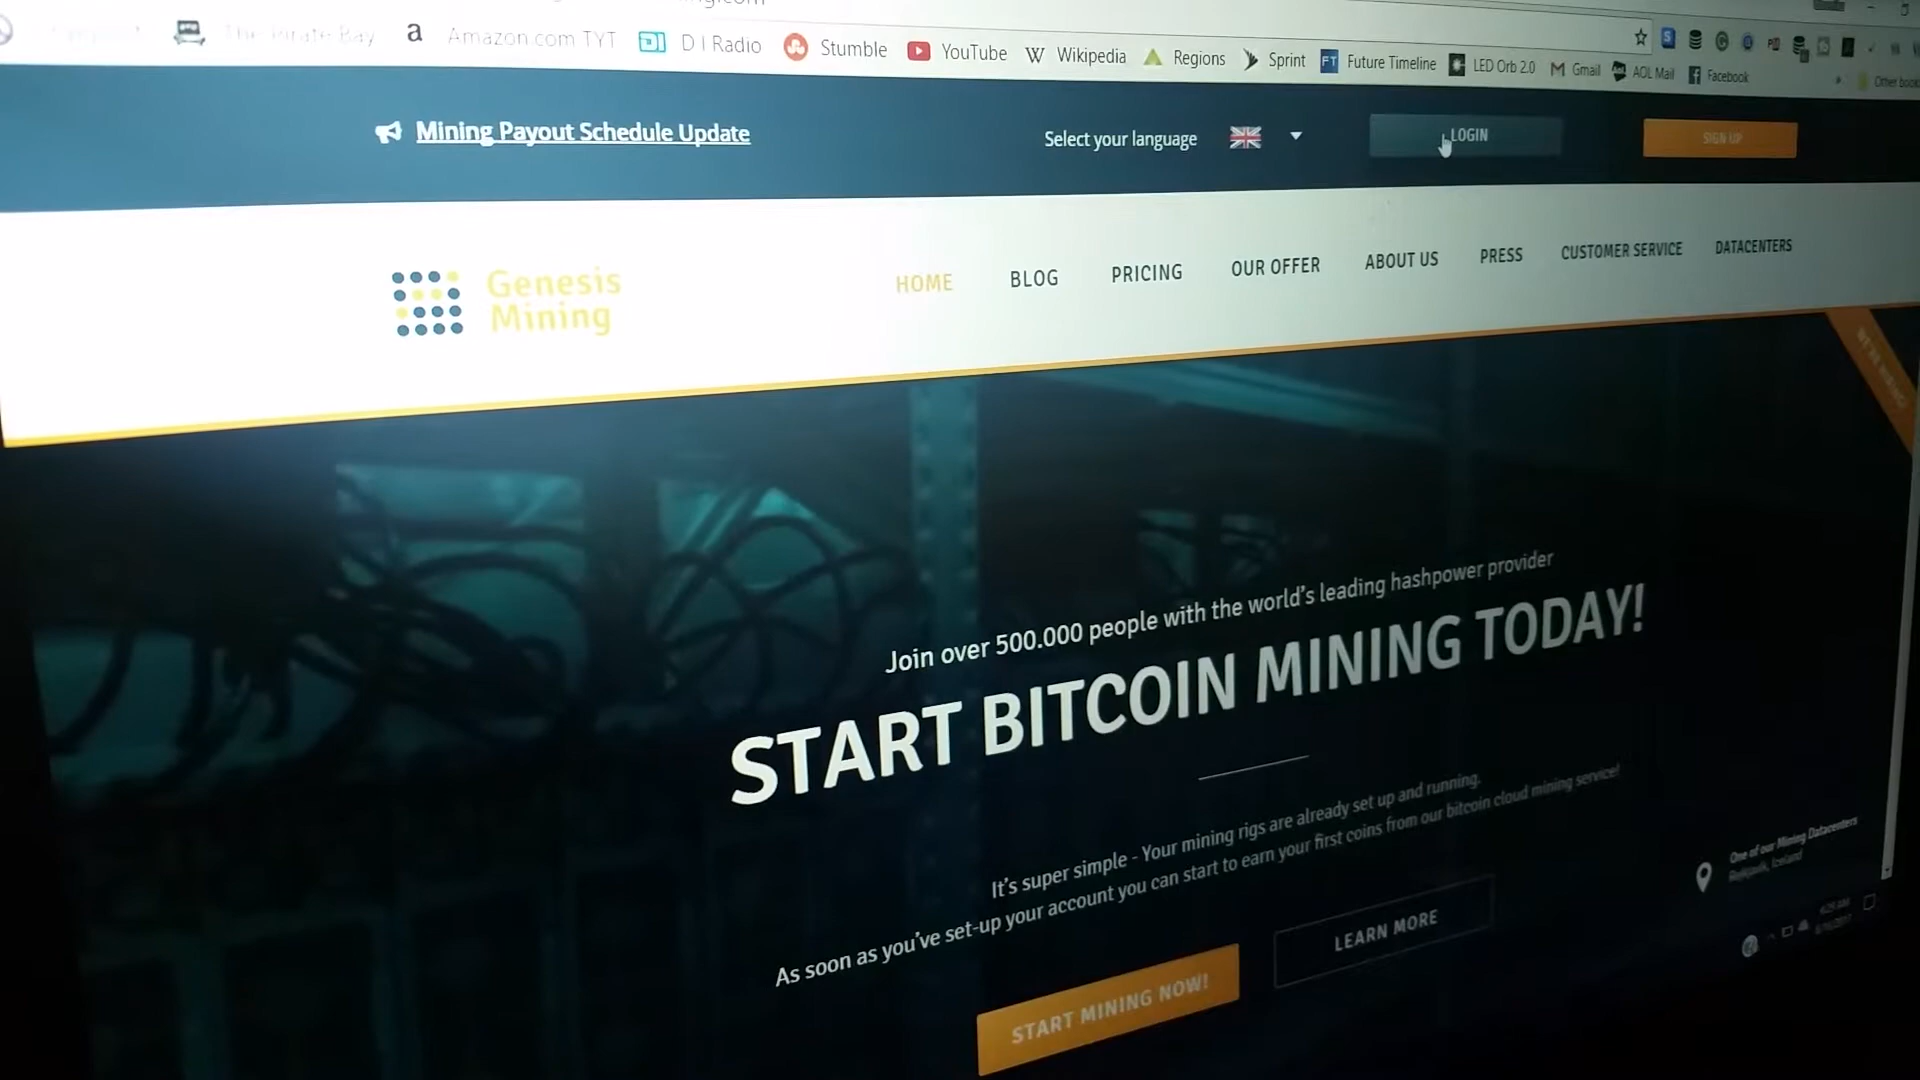 The Pirate Bay
Amazon.com TYT
DI Radio
Stumble
YouTube
Wikipedia
Regions
Sprint
Future Timeline
LED Orb 2.0
Gmail
AOL Mail
Facebook
Mining Payout Schedule Update
Select your language
LOGIN
SIGN UP
Genesis
Mining
HOME
BLOG
PRICING
OUR OFFER
ABOUT US
PRESS
CUSTOMER SERVICE
DATACENTERS
Join over 500.000 people with the world's leading hashpower provider
START BITCOIN MINING TODAY!
It's super simple - Your mining rigs are already set up and running.
As soon as you've set-up your account you can start to earn your first coins from our bitcoin cloud mining service!
One of our Mining Datacenters
Reykjavik, Iceland
START MINING NOW!
LEARN MORE